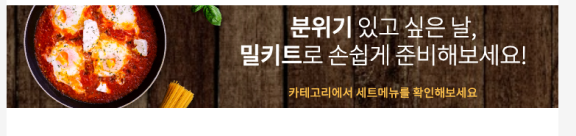 분위기 있고 싶은 날,
밀키트로 손쉽게 준비해보세요!
카테고리에서 세트메뉴를 확인해보세요